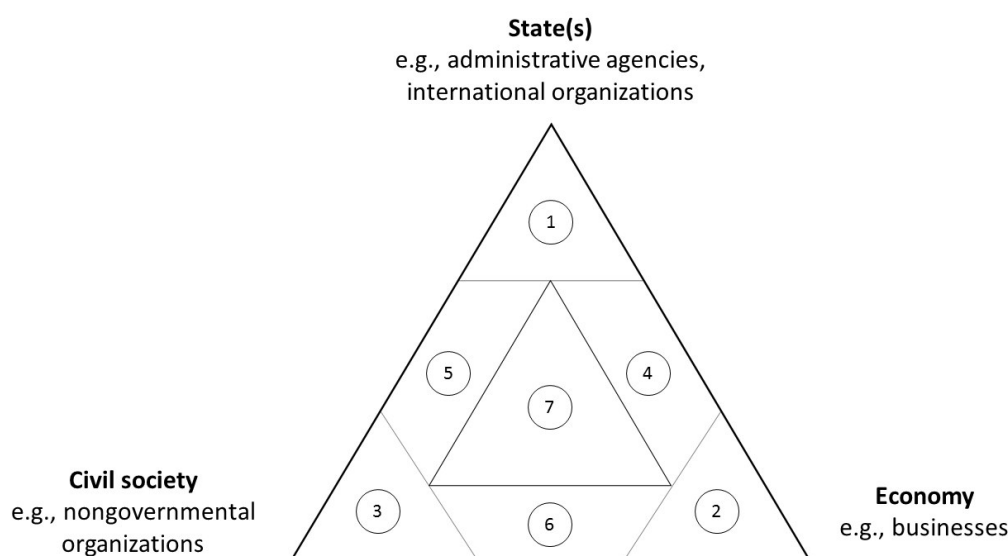 State(s)
e.g., administrative agencies,
international organizations
1
5
4
7
Civil society
e.g., nongovernmental
organizations
3
6
2
Economy
e.g., businesses